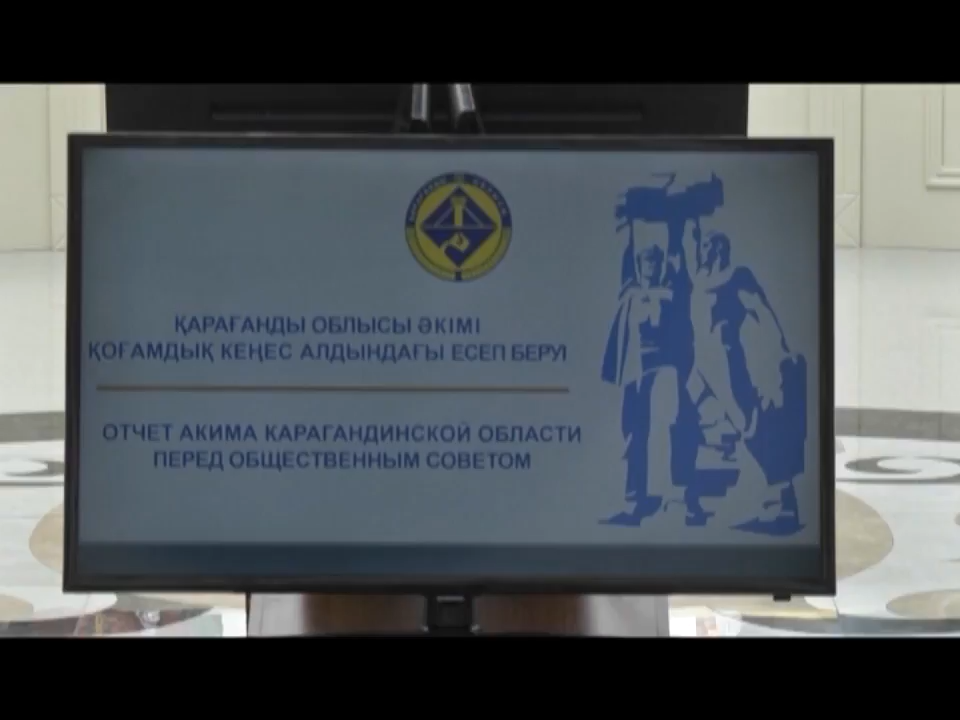 ҚАРАҒАНДЫ ОБЛЫСЫ ӘКІМІ
ҚОҒАМДЫҚ КЕҢЕС АЛДЫНДАҒЫ ЕСЕП БЕРУІ
ОТЧЕТ АКИМА КАРАГАНДИНСКОЙ ОБЛАСТИ
ПЕРЕД ОБЩЕСТВЕННЫМ СОВЕТОМ